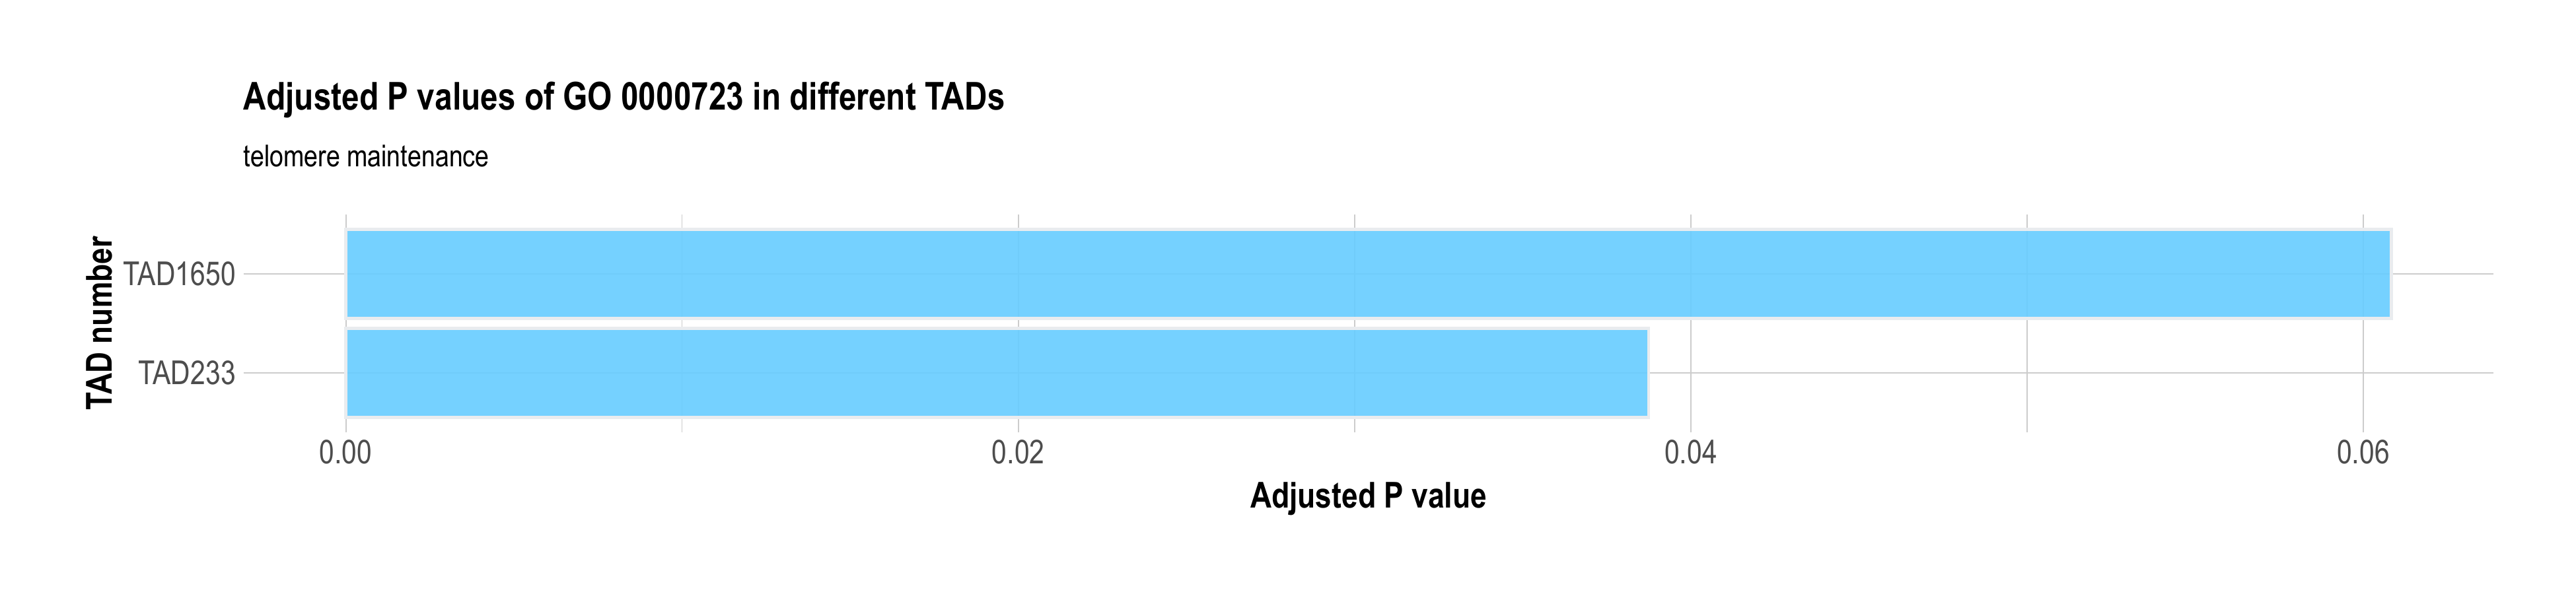 Adjusted P values of GO 0000723 in different TADs
telomere maintenance
TAD number
TAD1650
TAD233
0.00 0.02 0.04 0.06
Adjusted P value